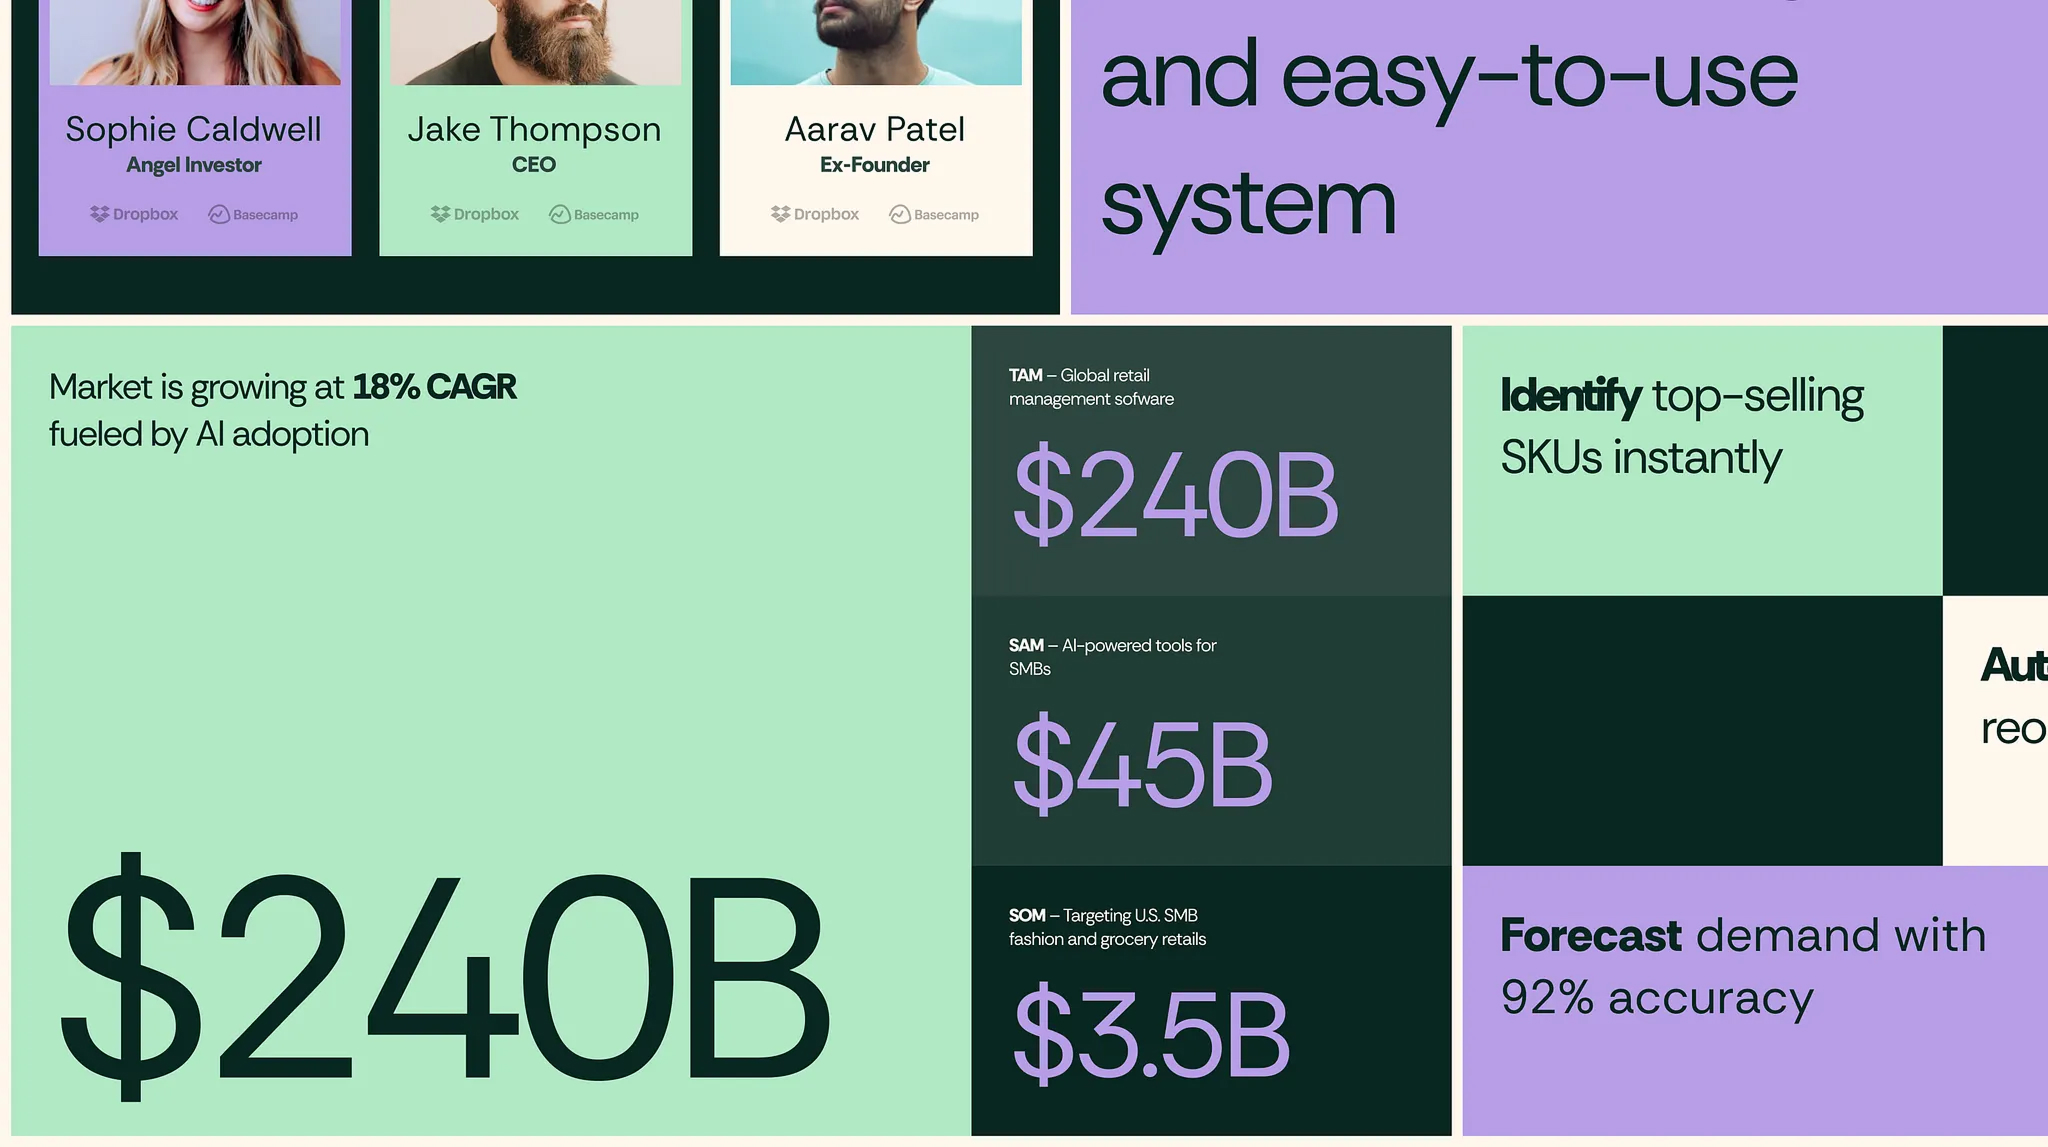 Sophie Caldwell
Angel Investor
Dropbox Basecamp
Jake Thompson
CEO
Dropbox Basecamp
Aarav Patel
Ex-Founder
Dropbox Basecamp
and easy-to-use
system
Market is growing at 18% CAGR
fueled by AI adoption
$240B
TAM – Global retail
management sofware
$240B
SAM – AI-powered tools for
SMBs
$45B
SOM – Targeting U.S. SMB
fashion and grocery retails
$3.5B
Identify top-selling
SKUs instantly
Forecast demand with
92% accuracy